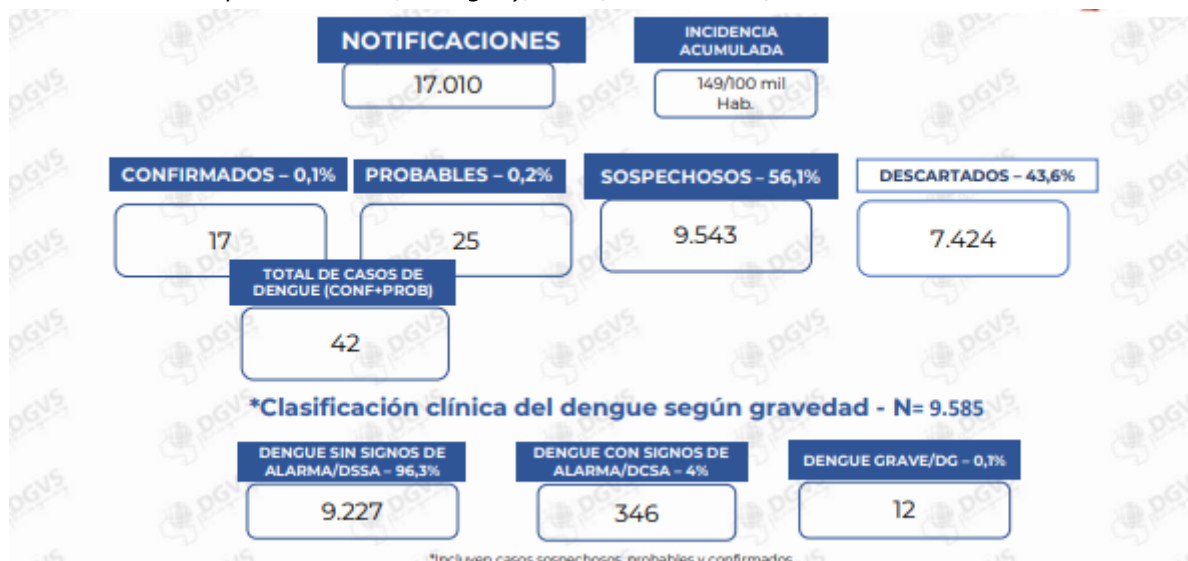 NOTIFICACIONES
17.010
INCIDENCIA
ACUMULADA
149/100 mil
Hab.
CONFIRMADOS – 0,1%
17
PROBABLES – 0,2%
25
SOSPECHOSOS – 56,1%
9.543
DESCARTADOS – 43,6%
7.424
TOTAL DE CASOS DE
DENGUE (CONF+PROB)
42
*Clasificación clínica del dengue según gravedad - N= 9.585
DENGUE SIN SIGNOS DE
ALARMA/DSSA – 96,3%
9.227
DENGUE CON SIGNOS DE
ALARMA/DCSA – 4%
346
DENGUE GRAVE/DG – 0,1%
12
*Incluyen casos sospechosos, probables y confirmados
DGVS